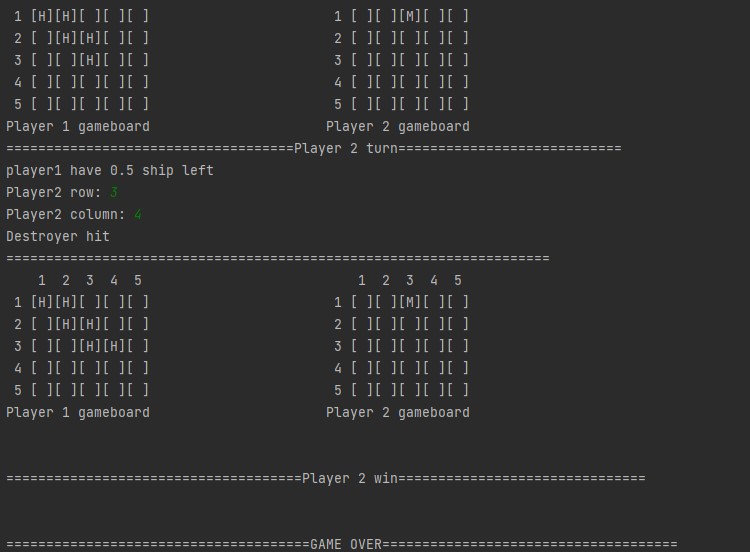 1 [H][H][ ][ ][ ]                       1 [ ][ ][M][ ][ ]
 2 [ ][H][H][ ][ ]                       2 [ ][ ][ ][ ][ ]
 3 [ ][ ][H][ ][ ]                       3 [ ][ ][ ][ ][ ]
 4 [ ][ ][ ][ ][ ]                       4 [ ][ ][ ][ ][ ]
 5 [ ][ ][ ][ ][ ]                       5 [ ][ ][ ][ ][ ]
Player 1 gameboard                      Player 2 gameboard
====================================Player 2 turn============================
player1 have 0.5 ship left
Player2 row: 3
Player2 column: 4
Destroyer hit
====================================================================
    1  2  3  4  5                           1  2  3  4  5
 1 [H][H][ ][ ][ ]                       1 [ ][ ][M][ ][ ]
 2 [ ][H][H][ ][ ]                       2 [ ][ ][ ][ ][ ]
 3 [ ][ ][H][H][ ]                       3 [ ][ ][ ][ ][ ]
 4 [ ][ ][ ][ ][ ]                       4 [ ][ ][ ][ ][ ]
 5 [ ][ ][ ][ ][ ]                       5 [ ][ ][ ][ ][ ]
Player 1 gameboard                      Player 2 gameboard
=====================================Player 2 win===============================
======================================GAME OVER=====================================